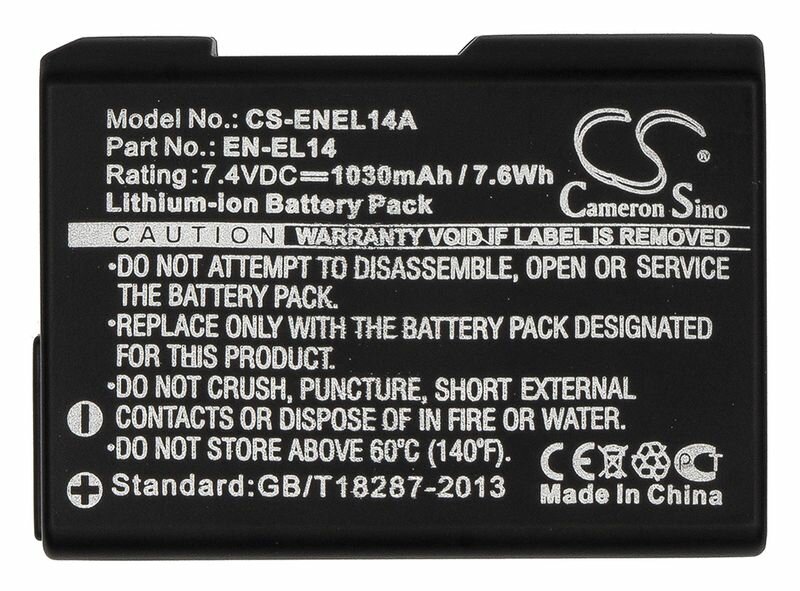 Model No.: CS-ENEL14A
Part No.: EN-EL14
Rating: 7.4VDC⎓1030mAh/7.6Wh
Lithium-ion Battery Pack
CS ®
Cameron Sino
CAUTION WARRANTY VOID IF LABEL IS REMOVED
•DO NOT ATTEMPT TO DISASSEMBLE, OPEN OR SERVICE
THE BATTERY PACK.
•REPLACE ONLY WITH THE BATTERY PACK DESIGNATED
FOR THIS PRODUCT.
•DO NOT CRUSH, PUNCTURE, SHORT EXTERNAL
CONTACTS OR DISPOSE OF IN FIRE OR WATER.
•DO NOT STORE ABOVE 60°C (140°F).
Standard:GB/T18287-2013
CE
Made In China